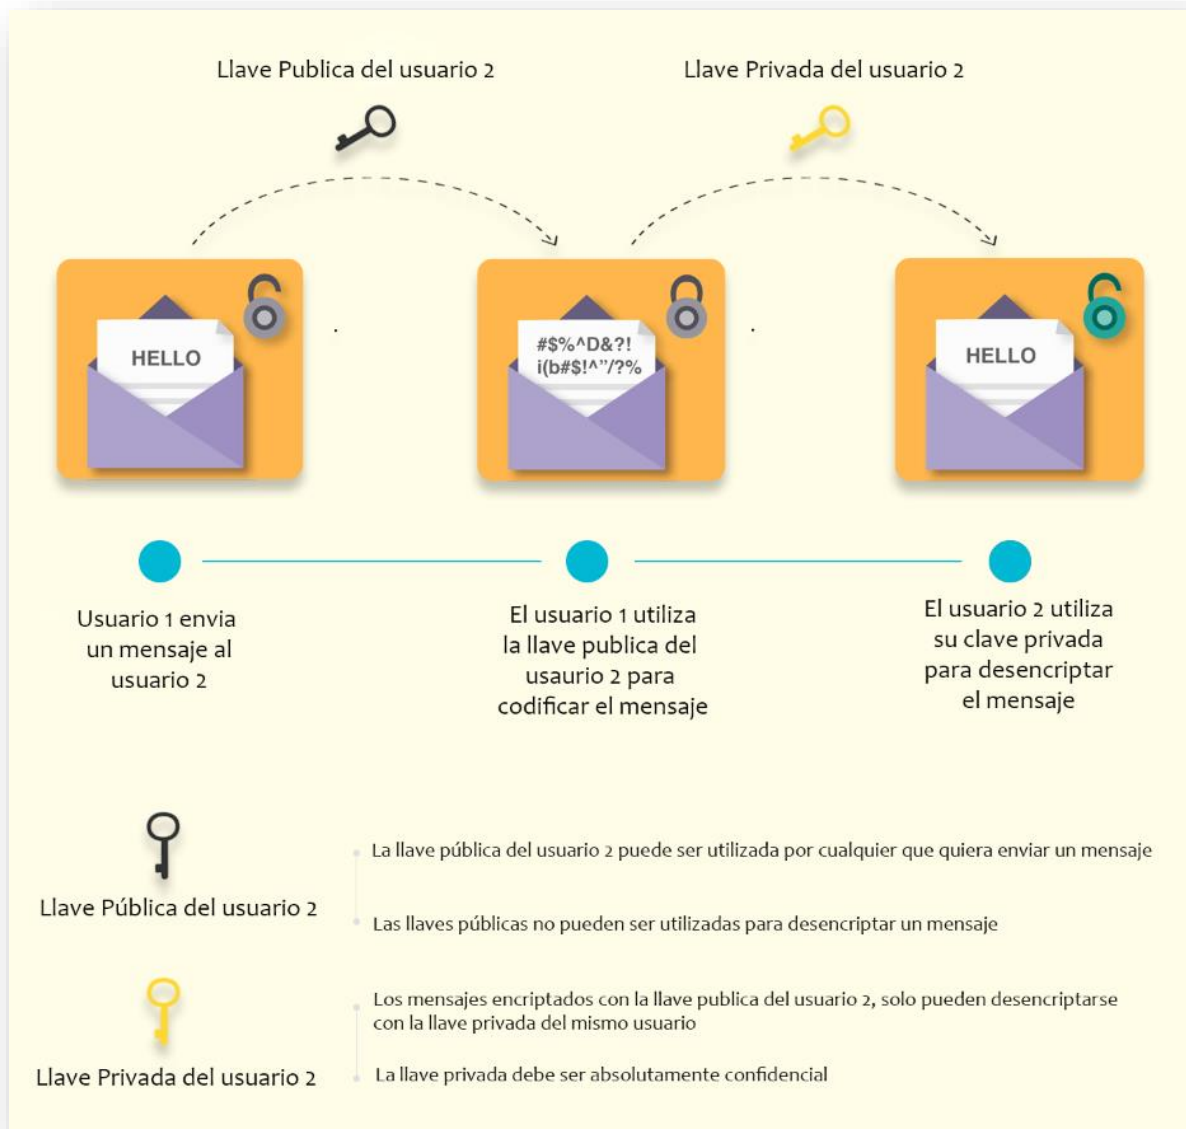 Llave Publica del usuario 2
Llave Privada del usuario 2
HELLO
#$%^D&?!
i(b#$!^"/?%
HELLO
Usuario 1 envia
un mensaje al
usuario 2
El usuario 1 utiliza
la llave publica del
usaurio 2 para
codificar el mensaje
El usuario 2 utiliza
su clave privada
para desencriptar
el mensaje
Llave Pública del usuario 2
La llave pública del usuario 2 puede ser utilizada por cualquier que quiera enviar un mensaje
Las llaves públicas no pueden ser utilizadas para desencriptar un mensaje
Llave Privada del usuario 2
Los mensajes encriptados con la llave publica del usuario 2, solo pueden desencriptarse
con la llave privada del mismo usuario
La llave privada debe ser absolutamente confidencial